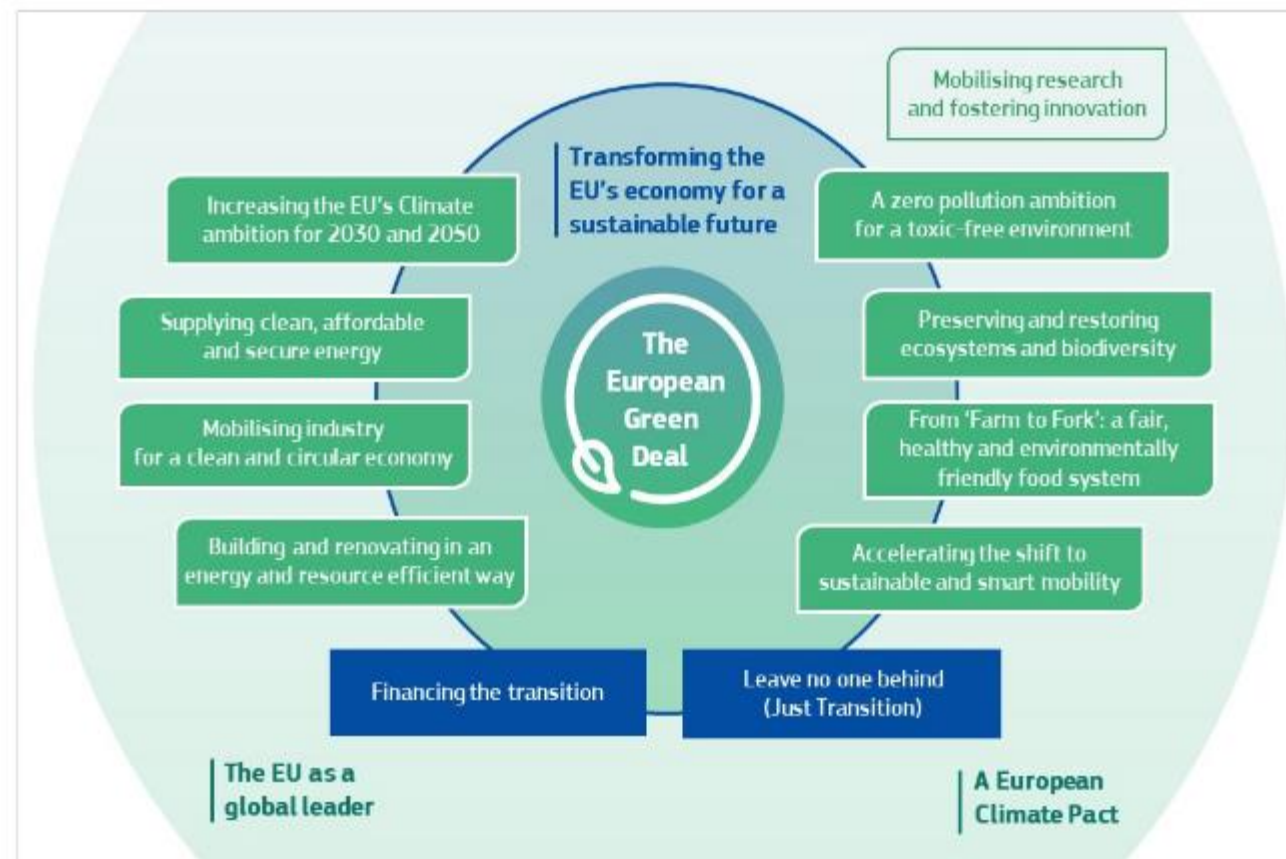 Mobilising research
and fostering innovation
Transforming the
EU's economy for a
sustainable future
Increasing the EU's Climate
ambition for 2030 and 2050
A zero pollution ambition
for a toxic-free environment
Supplying clean, affordable
and secure energy
The
European
Green
Deal
Preserving and restoring
ecosystems and biodiversity
Mobilising industry
for a clean and circular economy
From 'Farm to Fork': a fair,
healthy and environmentally
friendly food system
Building and renovating in an
energy and resource efficient way
Accelerating the shift to
sustainable and smart mobility
Financing the transition
Leave no one behind
(Just Transition)
The EU as a
global leader
A European
Climate Pact